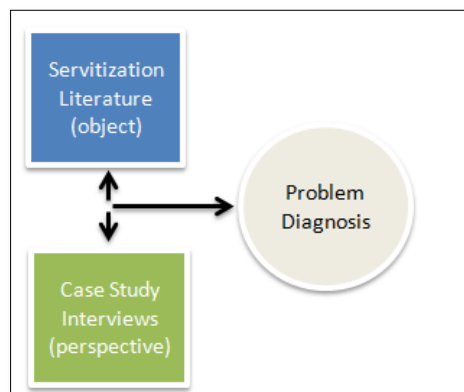 Servitization
Literature
(object)
Problem
Diagnosis
Case Study
Interviews
(perspective)